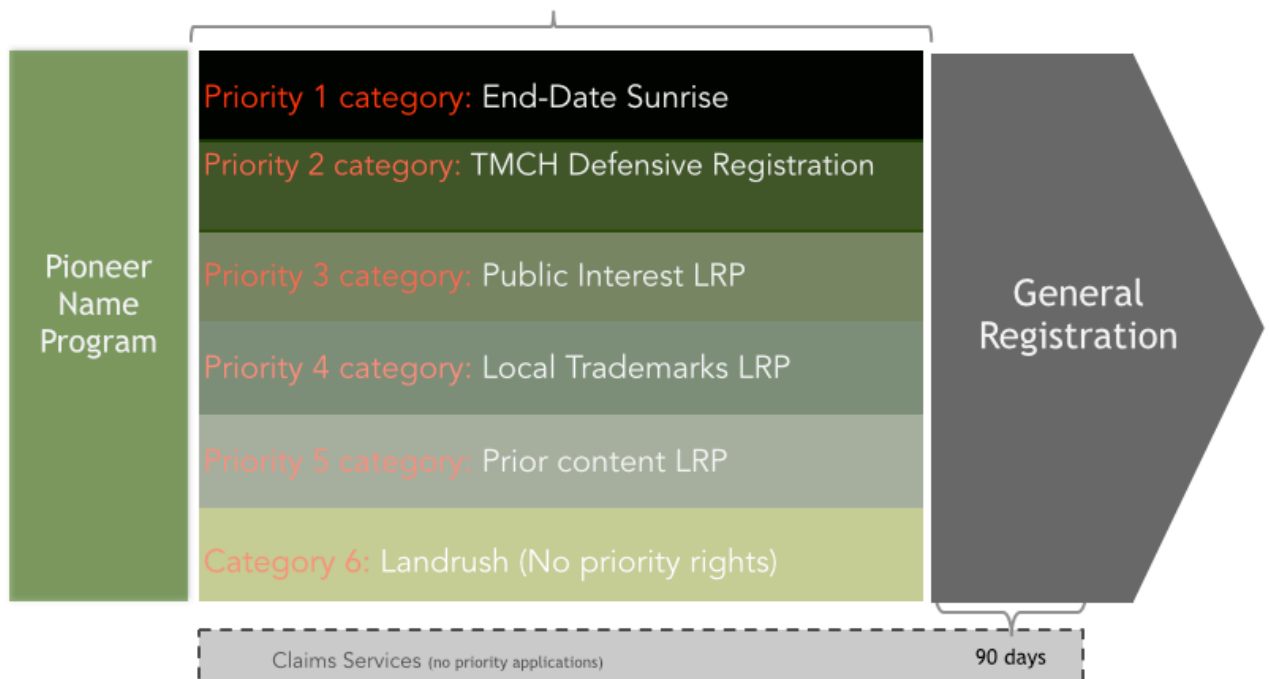 Pioneer
Name
Program
Priority 1 category: End-Date Sunrise
Priority 2 category: TMCH Defensive Registration
Priority 3 category: Public Interest LRP
Priority 4 category: Local Trademarks LRP
Priority 5 category: Prior content LRP
Category 6: Landrush (No priority rights)
General
Registration
Claims Services (no priority applications)
90 days